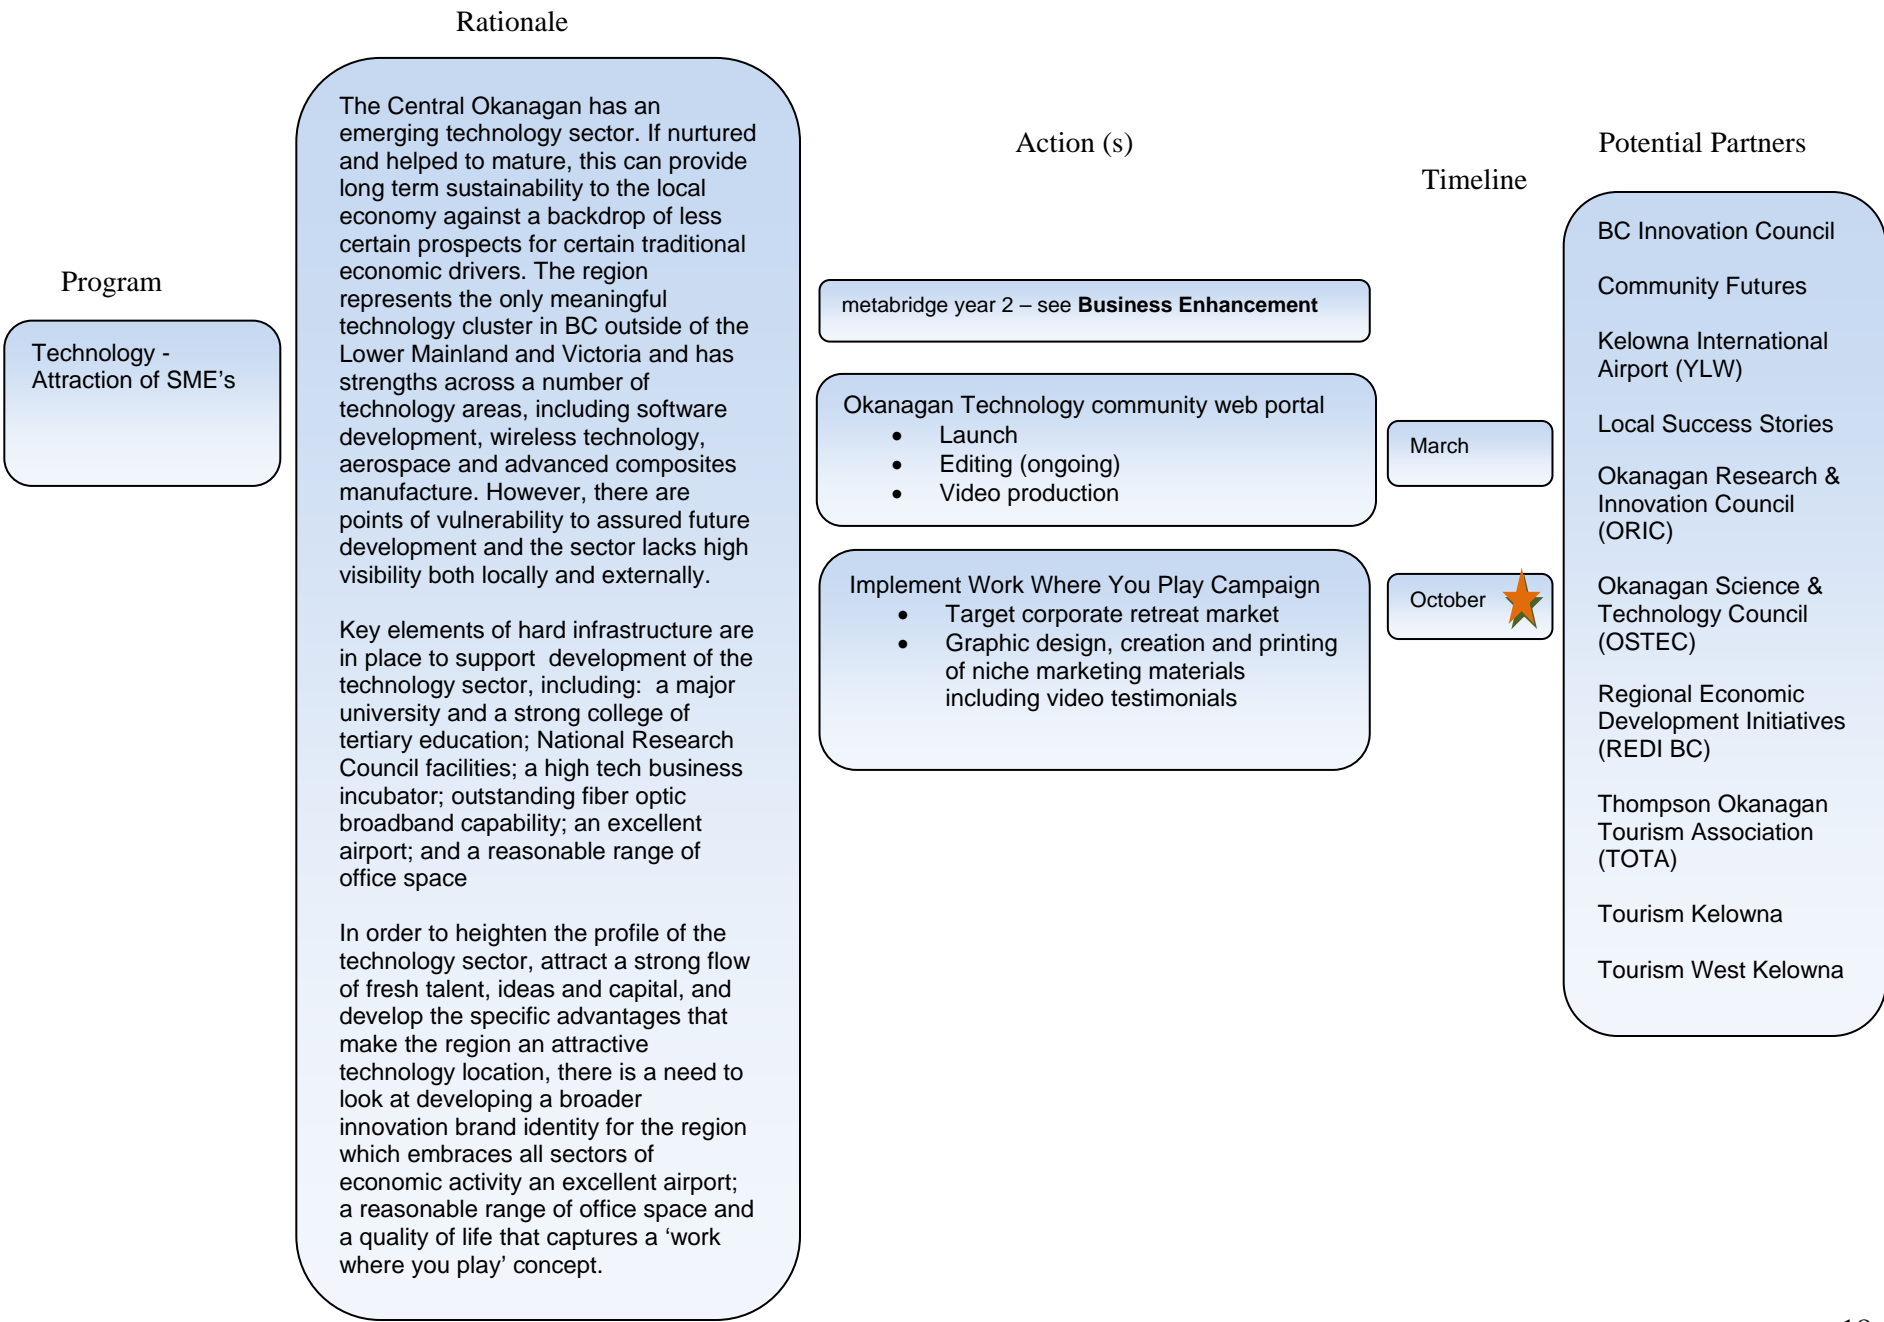 Rationale
The Central Okanagan has an
emerging technology sector. If nurtured
and helped to mature, this can provide
long term sustainability to the local
economy against a backdrop of less
certain prospects for certain traditional
economic drivers. The region
represents the only meaningful
technology cluster in BC outside of the
Lower Mainland and Victoria and has
strengths across a number of
technology areas, including software
development, wireless technology,
aerospace and advanced composites
manufacture. However, there are
points of vulnerability to assured future
development and the sector lacks high
visibility both locally and externally.
Key elements of hard infrastructure are
in place to support  development of the
technology sector, including:  a major
university and a strong college of
tertiary education; National Research
Council facilities; a high tech business
incubator; outstanding fiber optic
broadband capability; an excellent
airport; and a reasonable range of
office space
In order to heighten the profile of the
technology sector, attract a strong flow
of fresh talent, ideas and capital, and
develop the specific advantages that
make the region an attractive
technology location, there is a need to
look at developing a broader
innovation brand identity for the region
which embraces all sectors of
economic activity an excellent airport;
a reasonable range of office space and
a quality of life that captures a ‘work
where you play’ concept.
Program
Technology -
Attraction of SME’s
Action (s)
metabridge year 2 – see Business Enhancement
Okanagan Technology community web portal
• Launch
• Editing (ongoing)
• Video production
Implement Work Where You Play Campaign
• Target corporate retreat market
• Graphic design, creation and printing
of niche marketing materials
including video testimonials
Timeline
March
October
Potential Partners
BC Innovation Council
Community Futures
Kelowna International
Airport (YLW)
Local Success Stories
Okanagan Research &
Innovation Council
(ORIC)
Okanagan Science &
Technology Council
(OSTEC)
Regional Economic
Development Initiatives
(REDI BC)
Thompson Okanagan
Tourism Association
(TOTA)
Tourism Kelowna
Tourism West Kelowna